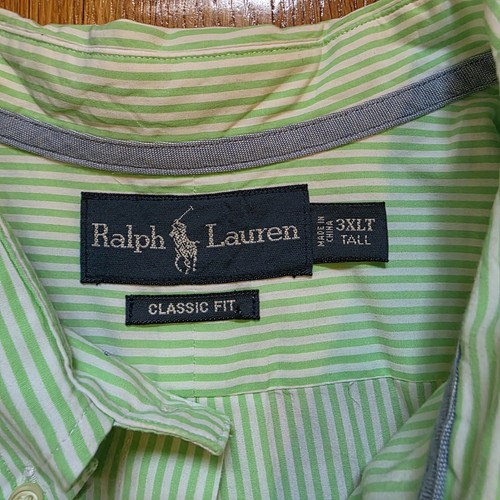 Ralph Lauren
MADE IN
CHINA
3XLT
TALL
CLASSIC FIT